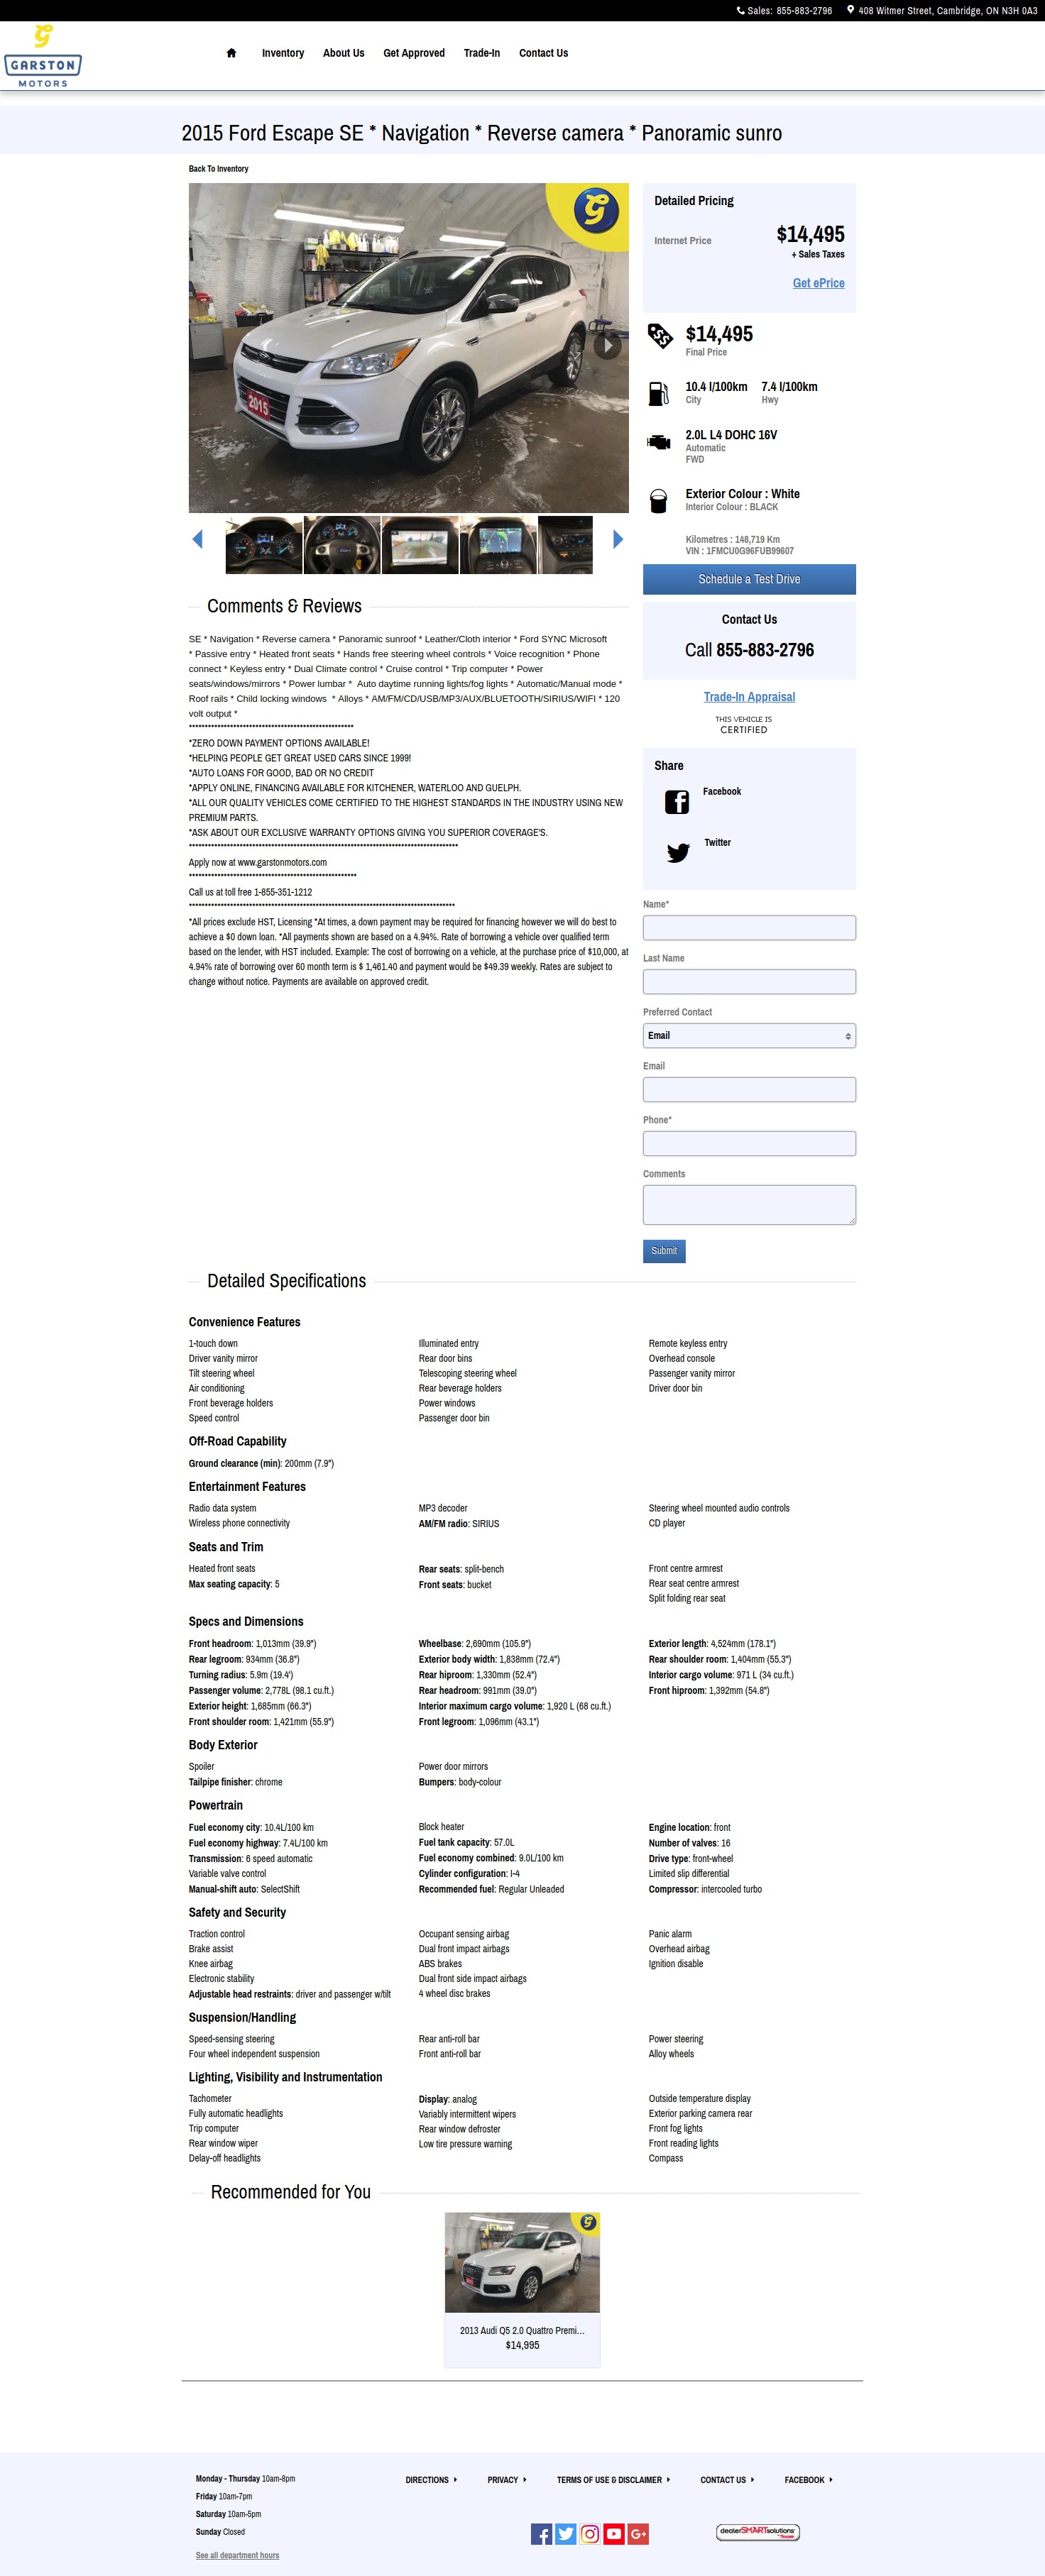 Sales: 855-883-2796 408 Witmer Street, Cambridge, ON N3H 0A3
G
GARSTON
MOTORS
Inventory About Us Get Approved Trade-In Contact Us
2015 Ford Escape SE * Navigation * Reverse camera * Panoramic sunro
Back To Inventory
G
2015
Detailed Pricing
Internet Price $14,495
+ Sales Taxes
Get ePrice
$14,495
Final Price
10.4 l/100km 7.4 l/100km
City Hwy
2.0L L4 DOHC 16V
Automatic
FWD
Exterior Colour : White
Interior Colour : BLACK
Kilometres : 148,719 Km
VIN : 1FMCU0G96FUB99607
Schedule a Test Drive
Contact Us
Call 855-883-2796
Trade-In Appraisal
THIS VEHICLE IS
CERTIFIED
Share
Facebook
Twitter
Name*
Last Name
Preferred Contact
Email
Email
Phone*
Comments
Submit
Comments & Reviews
SE * Navigation * Reverse camera * Panoramic sunroof * Leather/Cloth interior * Ford SYNC Microsoft
* Passive entry * Heated front seats * Hands free steering wheel controls * Voice recognition * Phone
connect * Keyless entry * Dual Climate control * Cruise control * Trip computer * Power
seats/windows/mirrors * Power lumbar * Auto daytime running lights/fog lights * Automatic/Manual mode *
Roof rails * Child locking windows * Alloys * AM/FM/CD/USB/MP3/AUX/BLUETOOTH/SIRIUS/WIFI * 120
volt output *
*ZERO DOWN PAYMENT OPTIONS AVAILABLE!
*HELPING PEOPLE GET GREAT USED CARS SINCE 1999!
*AUTO LOANS FOR GOOD, BAD OR NO CREDIT
*APPLY ONLINE, FINANCING AVAILABLE FOR KITCHENER, WATERLOO AND GUELPH.
*ALL OUR QUALITY VEHICLES COME CERTIFIED TO THE HIGHEST STANDARDS IN THE INDUSTRY USING NEW
PREMIUM PARTS.
*ASK ABOUT OUR EXCLUSIVE WARRANTY OPTIONS GIVING YOU SUPERIOR COVERAGE'S.
Apply now at www.garstonmotors.com
Call us at toll free 1-855-351-1212
*All prices exclude HST, Licensing *At times, a down payment may be required for financing however we will do best to
achieve a $0 down loan. *All payments shown are based on a 4.94%. Rate of borrowing a vehicle over qualified term
based on the lender, with HST included. Example: The cost of borrowing on a vehicle, at the purchase price of $10,000, at
4.94% rate of borrowing over 60 month term is $ 1,461.40 and payment would be $49.39 weekly. Rates are subject to
change without notice. Payments are available on approved credit.
Detailed Specifications
Convenience Features
1-touch down Illuminated entry Remote keyless entry
Driver vanity mirror Rear door bins Overhead console
Tilt steering wheel Telescoping steering wheel Passenger vanity mirror
Air conditioning Rear beverage holders Driver door bin
Front beverage holders Power windows
Speed control Passenger door bin
Off-Road Capability
Ground clearance (min): 200mm (7.9")
Entertainment Features
Radio data system MP3 decoder Steering wheel mounted audio controls
Wireless phone connectivity AM/FM radio: SIRIUS CD player
Seats and Trim
Heated front seats Rear seats: split-bench Front centre armrest
Max seating capacity: 5 Front seats: bucket Rear seat centre armrest
Split folding rear seat
Specs and Dimensions
Front headroom: 1,013mm (39.9") Wheelbase: 2,690mm (105.9") Exterior length: 4,524mm (178.1")
Rear legroom: 934mm (36.8") Exterior body width: 1,838mm (72.4") Rear shoulder room: 1,404mm (55.3")
Turning radius: 5.9m (19.4') Rear hiproom: 1,330mm (52.4") Interior cargo volume: 971 L (34 cu.ft.)
Passenger volume: 2,778L (98.1 cu.ft.) Rear headroom: 991mm (39.0") Front hiproom: 1,392mm (54.8")
Exterior height: 1,685mm (66.3") Interior maximum cargo volume: 1,920 L (68 cu.ft.)
Front shoulder room: 1,421mm (55.9") Front legroom: 1,096mm (43.1")
Body Exterior
Spoiler Power door mirrors
Tailpipe finisher: chrome Bumpers: body-colour
Powertrain
Fuel economy city: 10.4L/100 km Block heater Engine location: front
Fuel economy highway: 7.4L/100 km Fuel tank capacity: 57.0L Number of valves: 16
Transmission: 6 speed automatic Fuel economy combined: 9.0L/100 km Drive type: front-wheel
Variable valve control Cylinder configuration: I-4 Limited slip differential
Manual-shift auto: SelectShift Recommended fuel: Regular Unleaded Compressor: intercooled turbo
Safety and Security
Traction control Occupant sensing airbag Panic alarm
Brake assist Dual front impact airbags Overhead airbag
Knee airbag ABS brakes Ignition disable
Electronic stability Dual front side impact airbags
Adjustable head restraints: driver and passenger w/tilt 4 wheel disc brakes
Suspension/Handling
Speed-sensing steering Rear anti-roll bar Power steering
Four wheel independent suspension Front anti-roll bar Alloy wheels
Lighting, Visibility and Instrumentation
Tachometer Display: analog Outside temperature display
Fully automatic headlights Variably intermittent wipers Exterior parking camera rear
Trip computer Rear window defroster Front fog lights
Rear window wiper Low tire pressure warning Front reading lights
Delay-off headlights Compass
Recommended for You
G
2013 Audi Q5 2.0 Quattro Premi...
$14,995
Monday - Thursday 10am-8pm
Friday 10am-7pm
Saturday 10am-5pm
Sunday Closed
See all department hours
DIRECTIONS PRIVACY TERMS OF USE & DISCLAIMER CONTACT US FACEBOOK
dealerSMARTsolutions